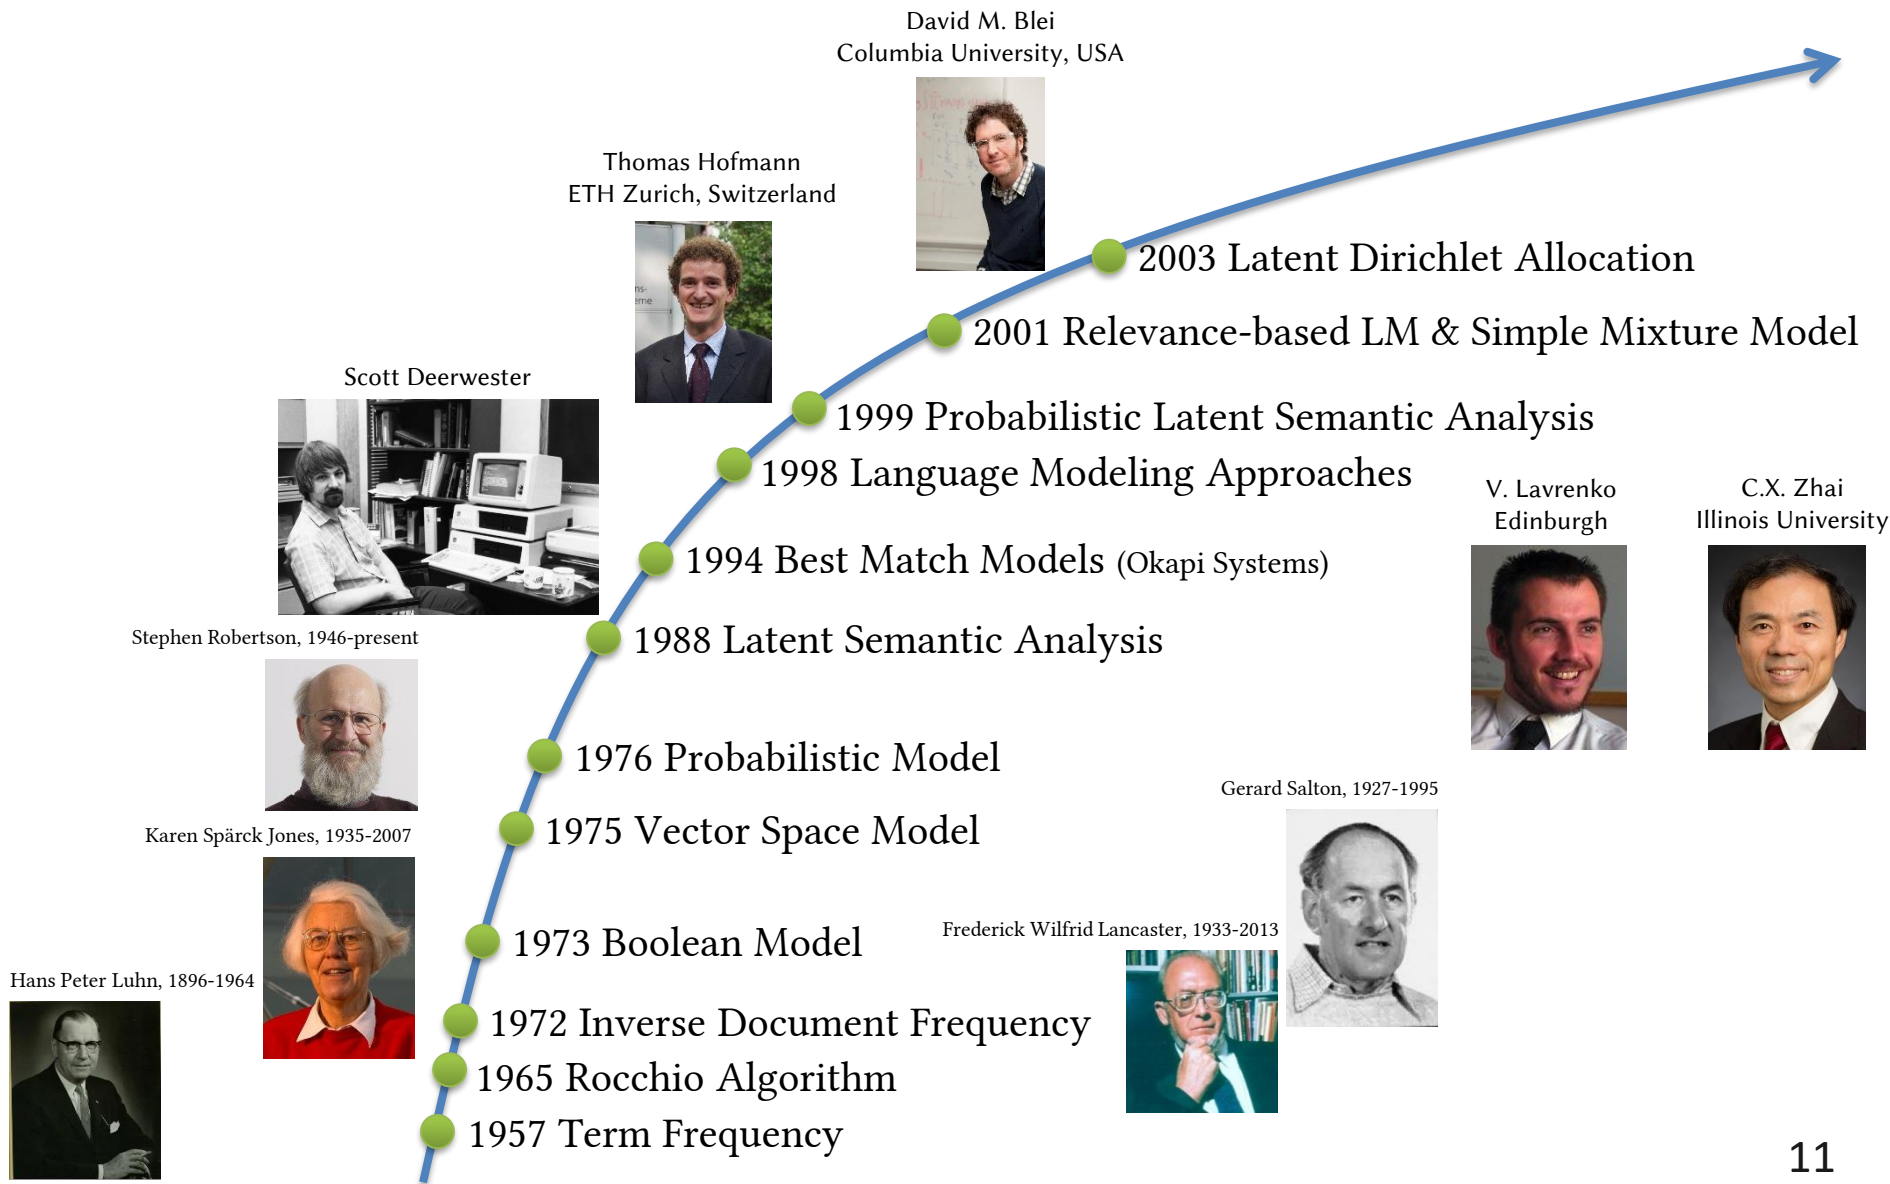 David M. Blei
Columbia University, USA
Thomas Hofmann
ETH Zurich, Switzerland
2003 Latent Dirichlet Allocation
2001 Relevance-based LM & Simple Mixture Model
Scott Deerwester
1999 Probabilistic Latent Semantic Analysis
1998 Language Modeling Approaches
V. Lavrenko
Edinburgh
C.X. Zhai
Illinois University
1994 Best Match Models (Okapi Systems)
Stephen Robertson, 1946-present
1988 Latent Semantic Analysis
1976 Probabilistic Model
Gerard Salton, 1927-1995
Karen Spärck Jones, 1935-2007
1975 Vector Space Model
1973 Boolean Model
Frederick Wilfrid Lancaster, 1933-2013
Hans Peter Luhn, 1896-1964
1972 Inverse Document Frequency
1965 Rocchio Algorithm
1957 Term Frequency
11